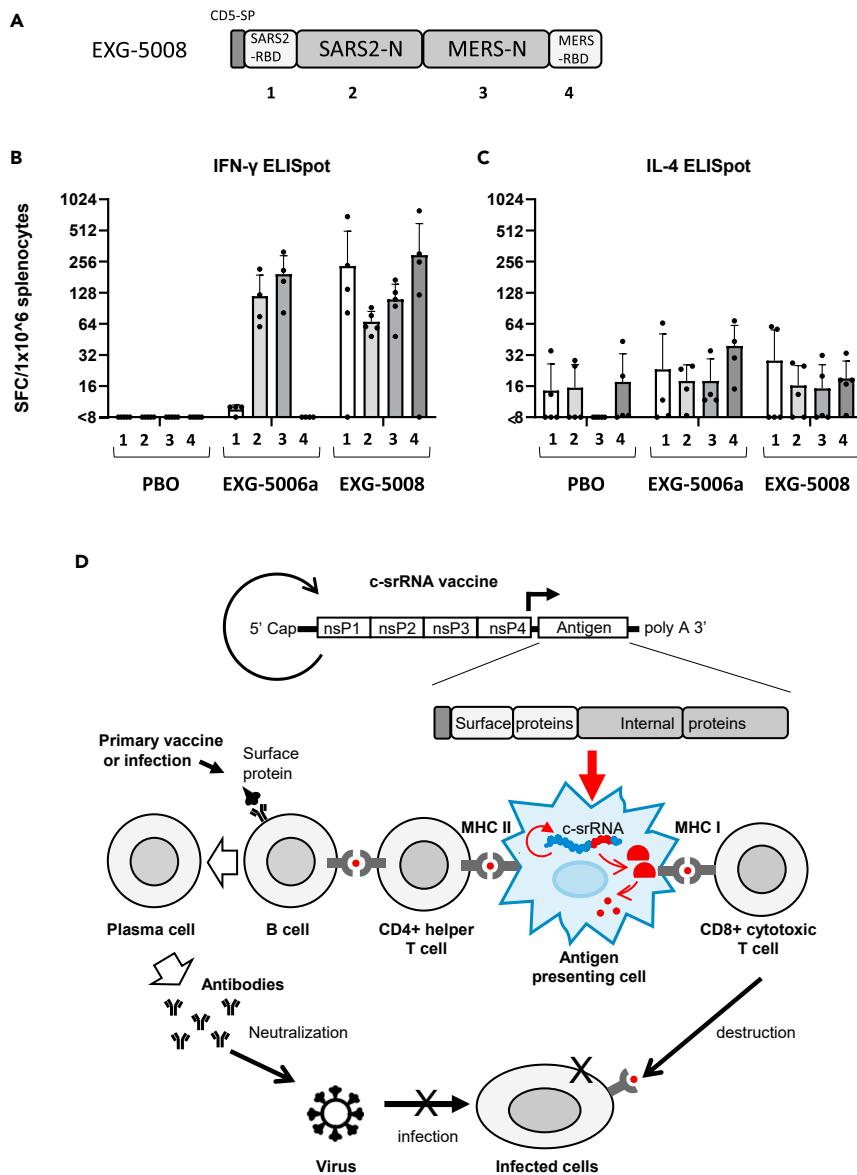 A
CD5-SP
EXG-5008
SARS2
-RBD
SARS2-N
MERS-N
MERS
-RBD
1 2 3 4
B
IFN-γ ELISpot
SFC/1x10^6 splenocytes
1024
512
256
128
64
32
16
<8
1 2 3 4 1 2 3 4 1 2 3 4
PBO EXG-5006a EXG-5008
C
IL-4 ELISpot
1024
512
256
128
64
32
16
<8
1 2 3 4 1 2 3 4 1 2 3 4
PBO EXG-5006a EXG-5008
D
c-srRNA vaccine
5' Cap nsP1 nsP2 nsP3 nsP4 Antigen poly A 3'
Surface proteins Internal proteins
Primary vaccine
or infection
Surface
protein
MHC II
c-srRNA
MHC I
Plasma cell
B cell
CD4+ helper
T cell
Antigen
presenting cell
CD8+ cytotoxic
T cell
Antibodies
Neutralization
destruction
infection
Virus
Infected cells